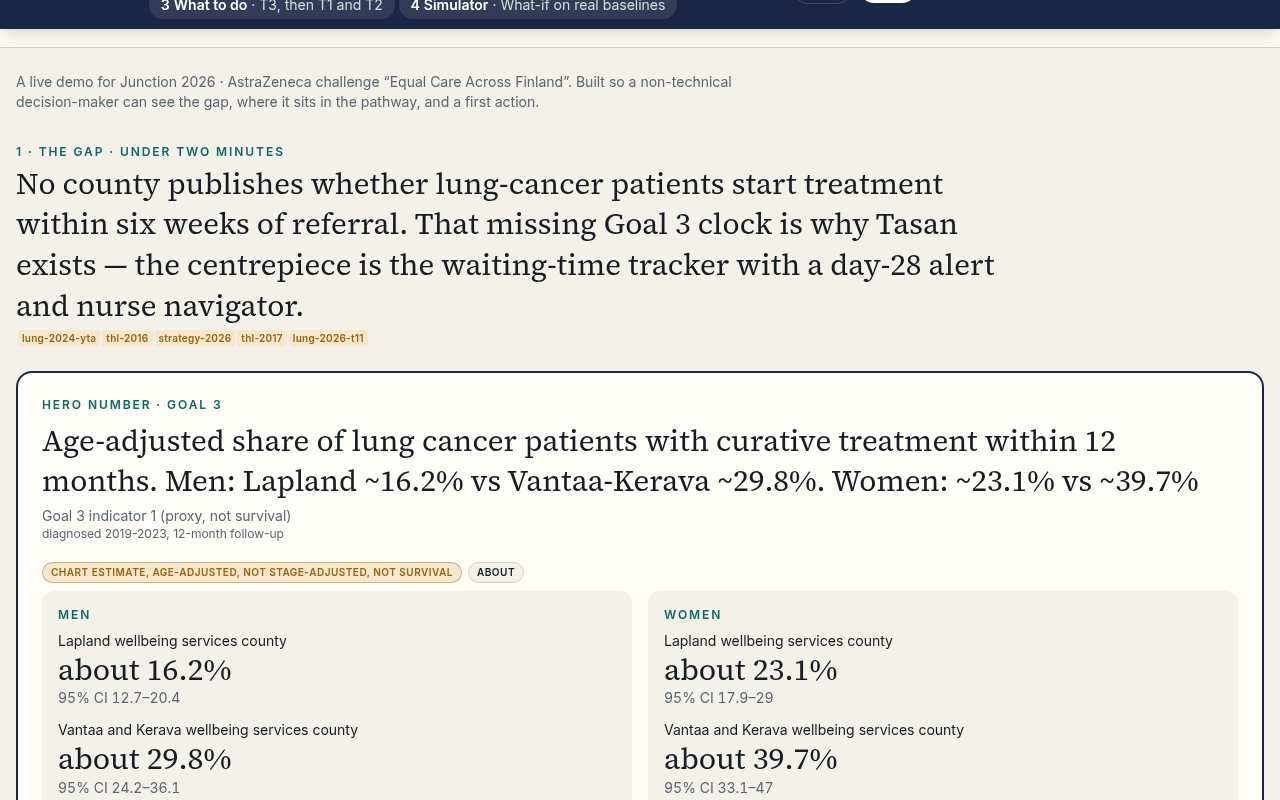 3 What to do · T3, then T1 and T2
4 Simulator · What-if on real baselines
A live demo for Junction 2026 · AstraZeneca challenge “Equal Care Across Finland”. Built so a non-technical
decision-maker can see the gap, where it sits in the pathway, and a first action.
1 · THE GAP · UNDER TWO MINUTES
No county publishes whether lung-cancer patients start treatment
within six weeks of referral. That missing Goal 3 clock is why Tasan
exists — the centrepiece is the waiting-time tracker with a day-28 alert
and nurse navigator.
lung-2024-yta thl-2016 strategy-2026 thl-2017 lung-2026-t11
HERO NUMBER · GOAL 3
Age-adjusted share of lung cancer patients with curative treatment within 12
months. Men: Lapland ~16.2% vs Vantaa-Kerava ~29.8%. Women: ~23.1% vs ~39.7%
Goal 3 indicator 1 (proxy, not survival)
diagnosed 2019-2023, 12-month follow-up
CHART ESTIMATE, AGE-ADJUSTED, NOT STAGE-ADJUSTED, NOT SURVIVAL
ABOUT
MEN
Lapland wellbeing services county
about 16.2%
95% CI 12.7–20.4
Vantaa and Kerava wellbeing services county
about 29.8%
95% CI 24.2–36.1
WOMEN
Lapland wellbeing services county
about 23.1%
95% CI 17.9–29
Vantaa and Kerava wellbeing services county
about 39.7%
95% CI 33.1–47